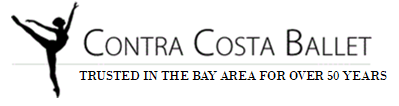 CONTRA COSTA BALLET
TRUSTED IN THE BAY AREA FOR OVER 50 YEARS